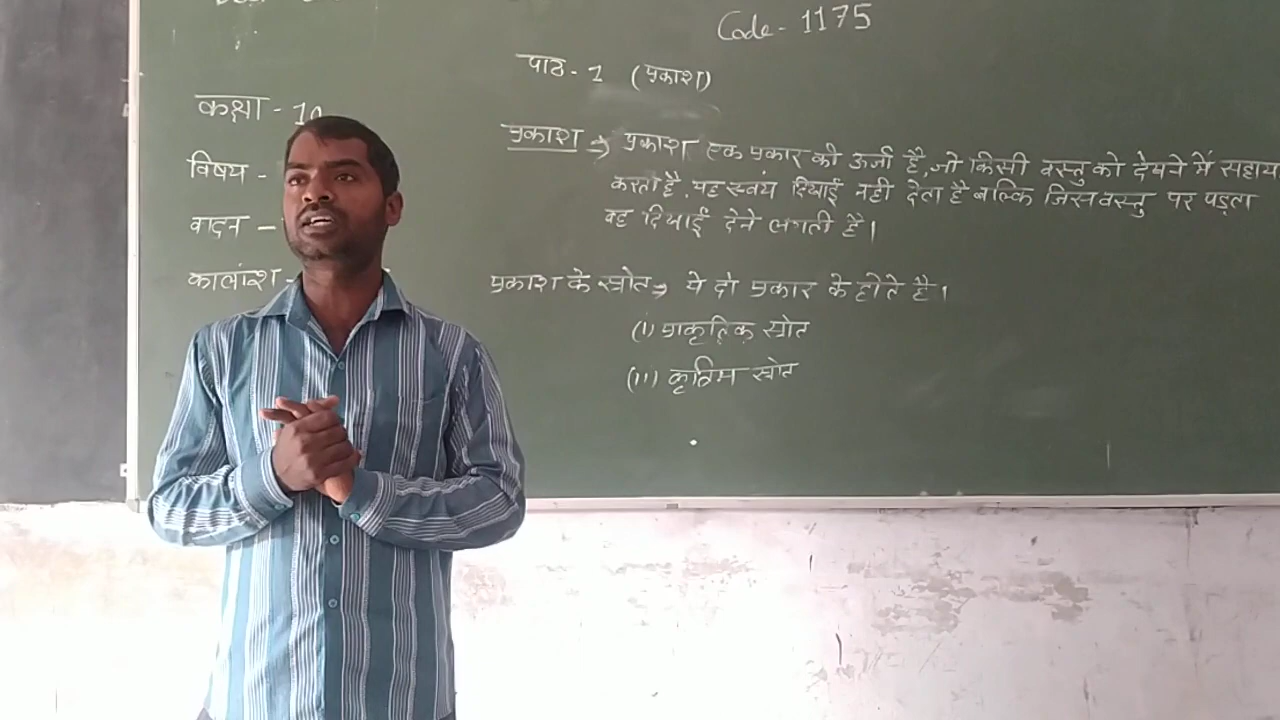 Code- 1175
पाठ - 1 (प्रकाश)
कक्षा - 10
विषय -
वादन -
कालांश -
प्रकाश ⇒ प्रकाश एक प्रकार की ऊर्जा है, जो किसी वस्तु को देखने में सहाय
करता है. यह स्वयं दिखाई नही देता है बल्कि जिस वस्तु पर पड़ता
वह दिखाई देने लगती है।
प्रकाश के स्रोत ⇒ ये दो प्रकार के होते है।
(i) प्राकृतिक स्रोत
(ii) कृत्रिम स्रोत